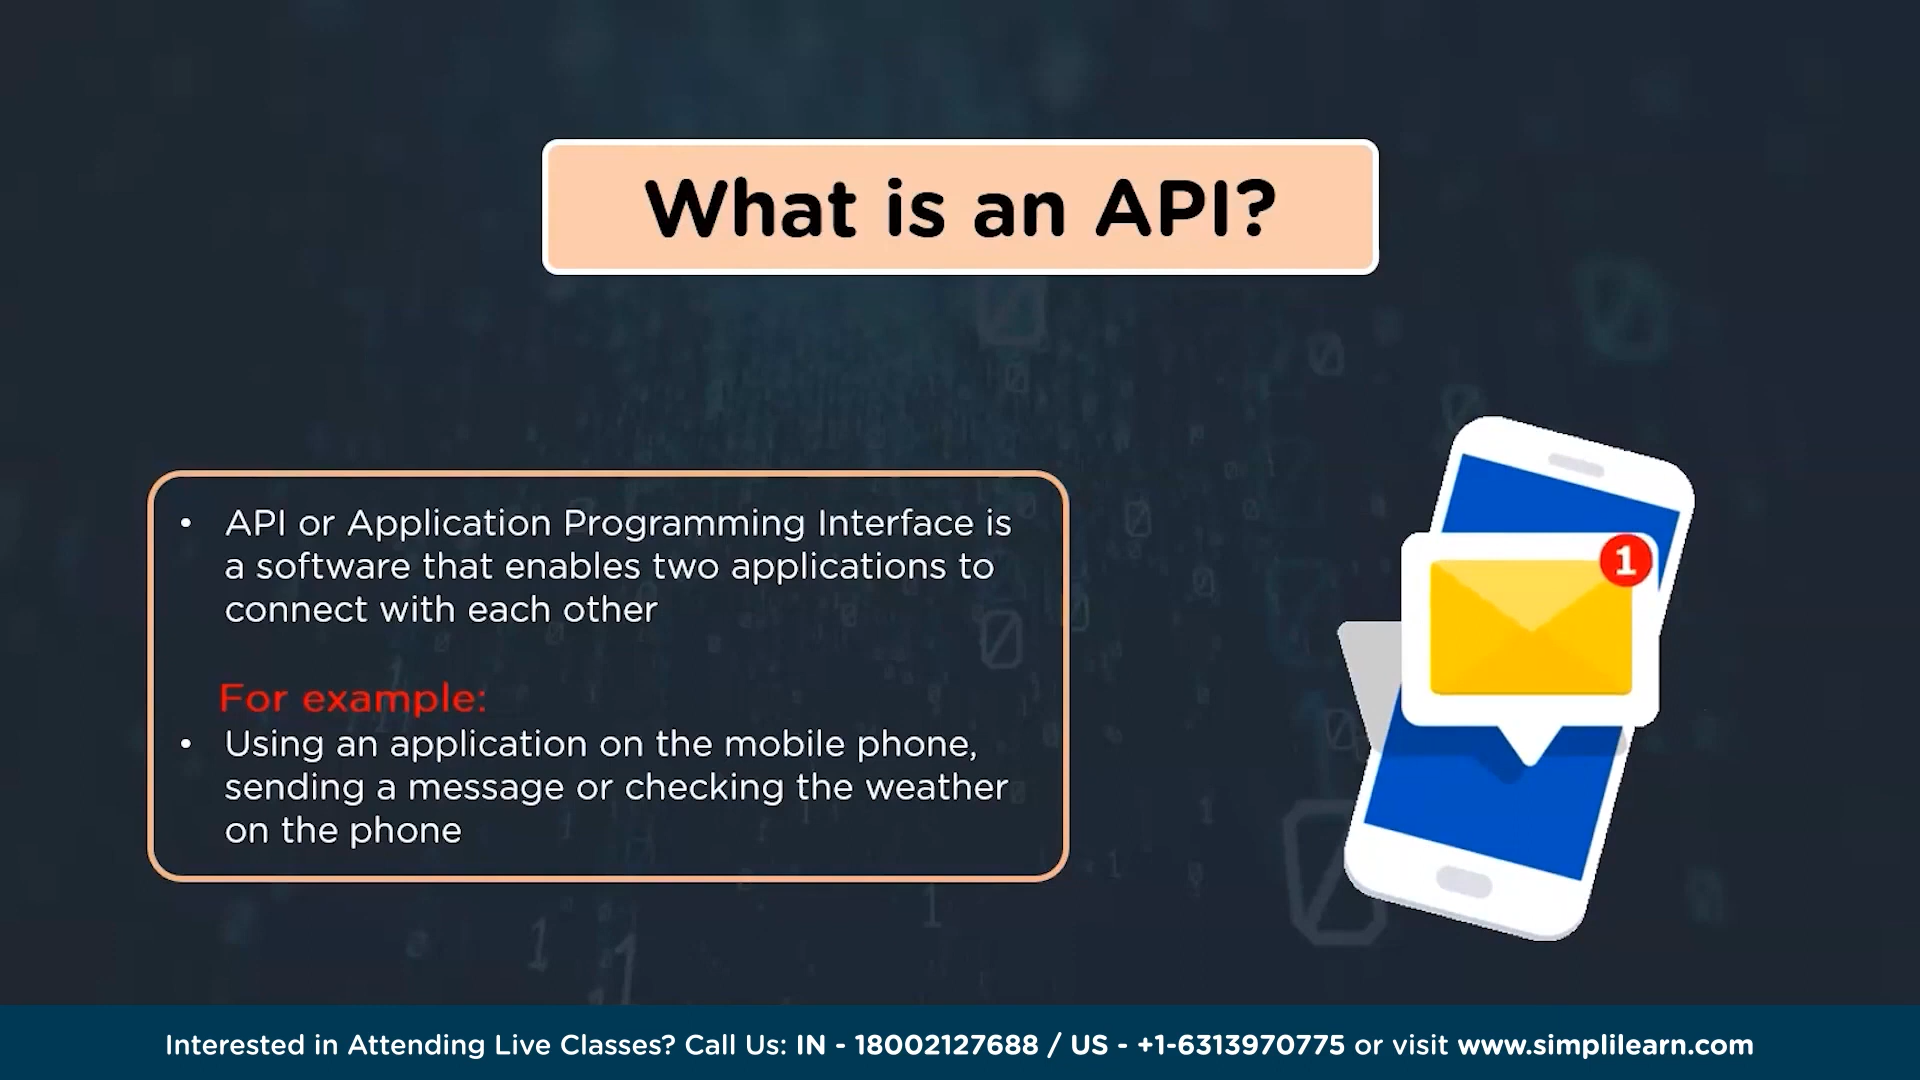 What is an API?
• API or Application Programming Interface is
a software that enables two applications to
connect with each other
For example:
• Using an application on the mobile phone,
sending a message or checking the weather
on the phone
1
Interested in Attending Live Classes? Call Us: IN - 18002127688 / US - +1-6313970775 or visit www.simplilearn.com